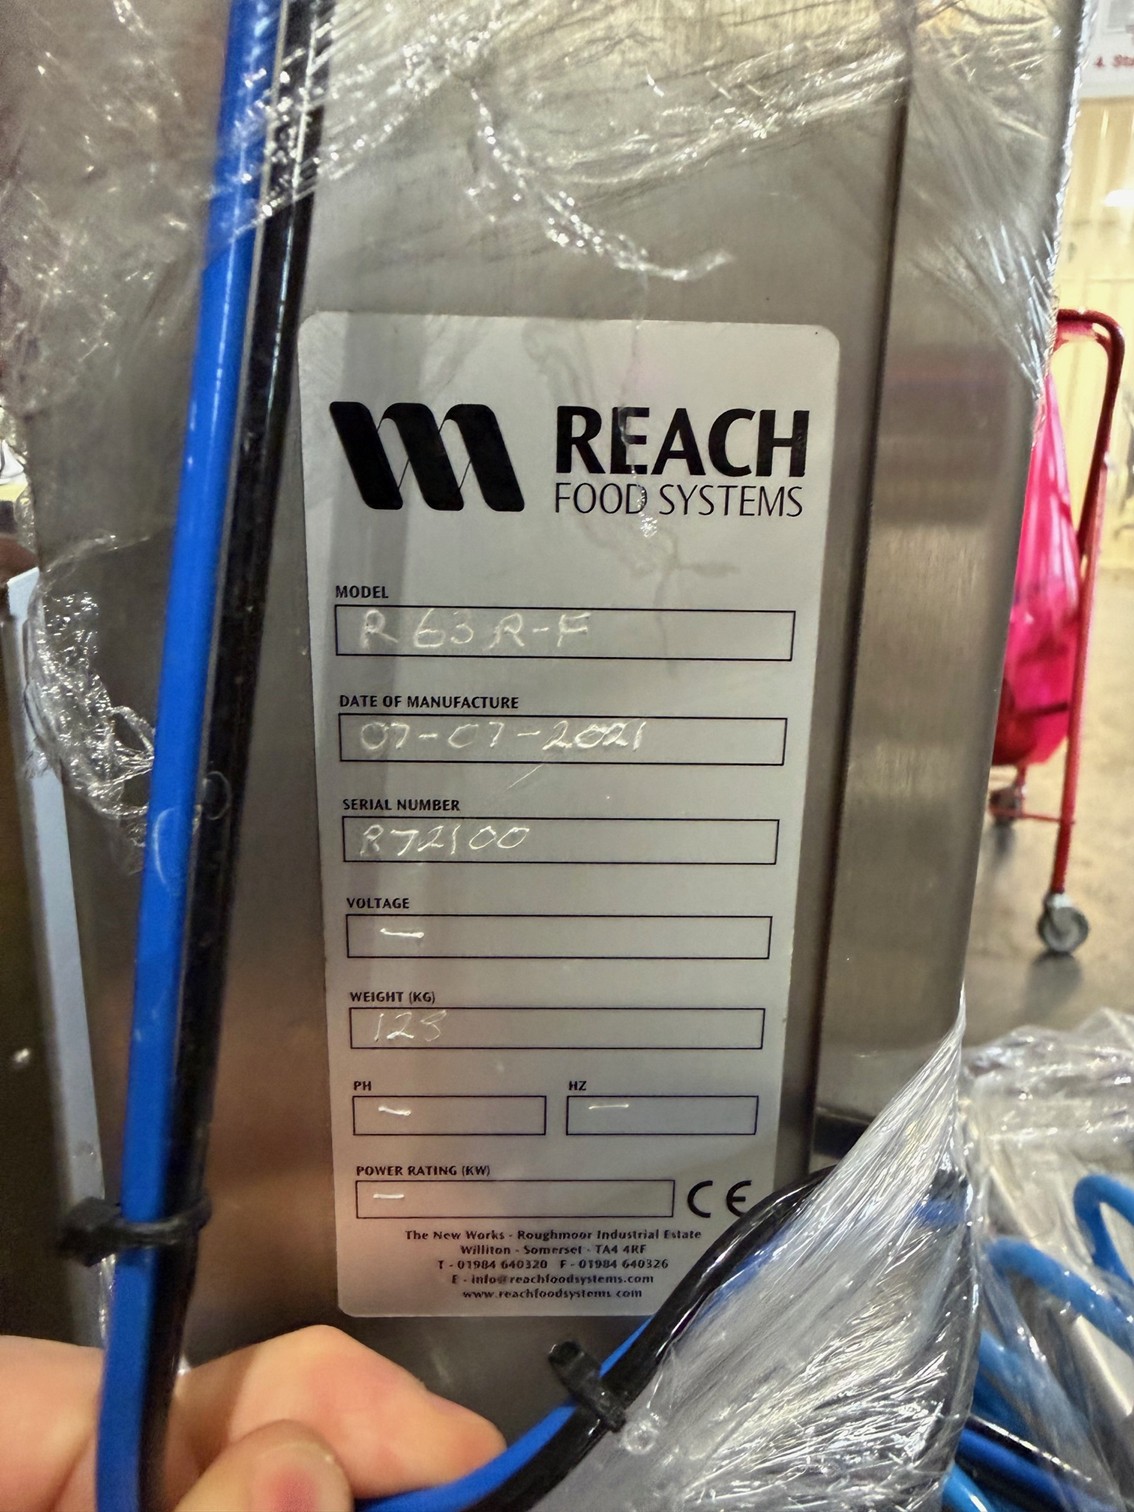 REACH
FOOD SYSTEMS
MODEL
R63R-F
DATE OF MANUFACTURE
07-07-2021
SERIAL NUMBER
R72100
VOLTAGE
—
WEIGHT (KG)
128
PH HZ
— —
POWER RATING (KW)
— CE
The New Works - Roughmoor Industrial Estate
Williton - Somerset - TA4 4RF
T - 01984 640320 F - 01984 640326
E - info@reachfoodsystems.com
www.reachfoodsystems.com